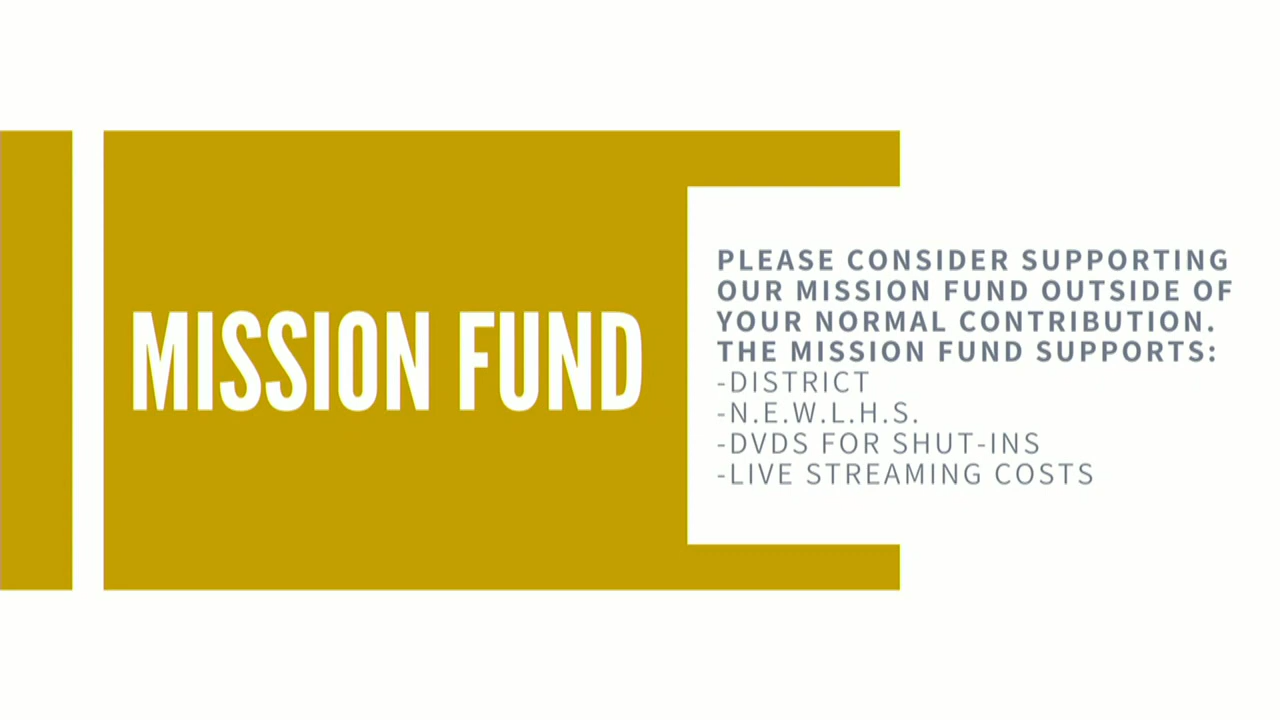 MISSION FUND
PLEASE CONSIDER SUPPORTING
OUR MISSION FUND OUTSIDE OF
YOUR NORMAL CONTRIBUTION.
THE MISSION FUND SUPPORTS:
-DISTRICT
-N.E.W.L.H.S.
-DVDS FOR SHUT-INS
-LIVE STREAMING COSTS